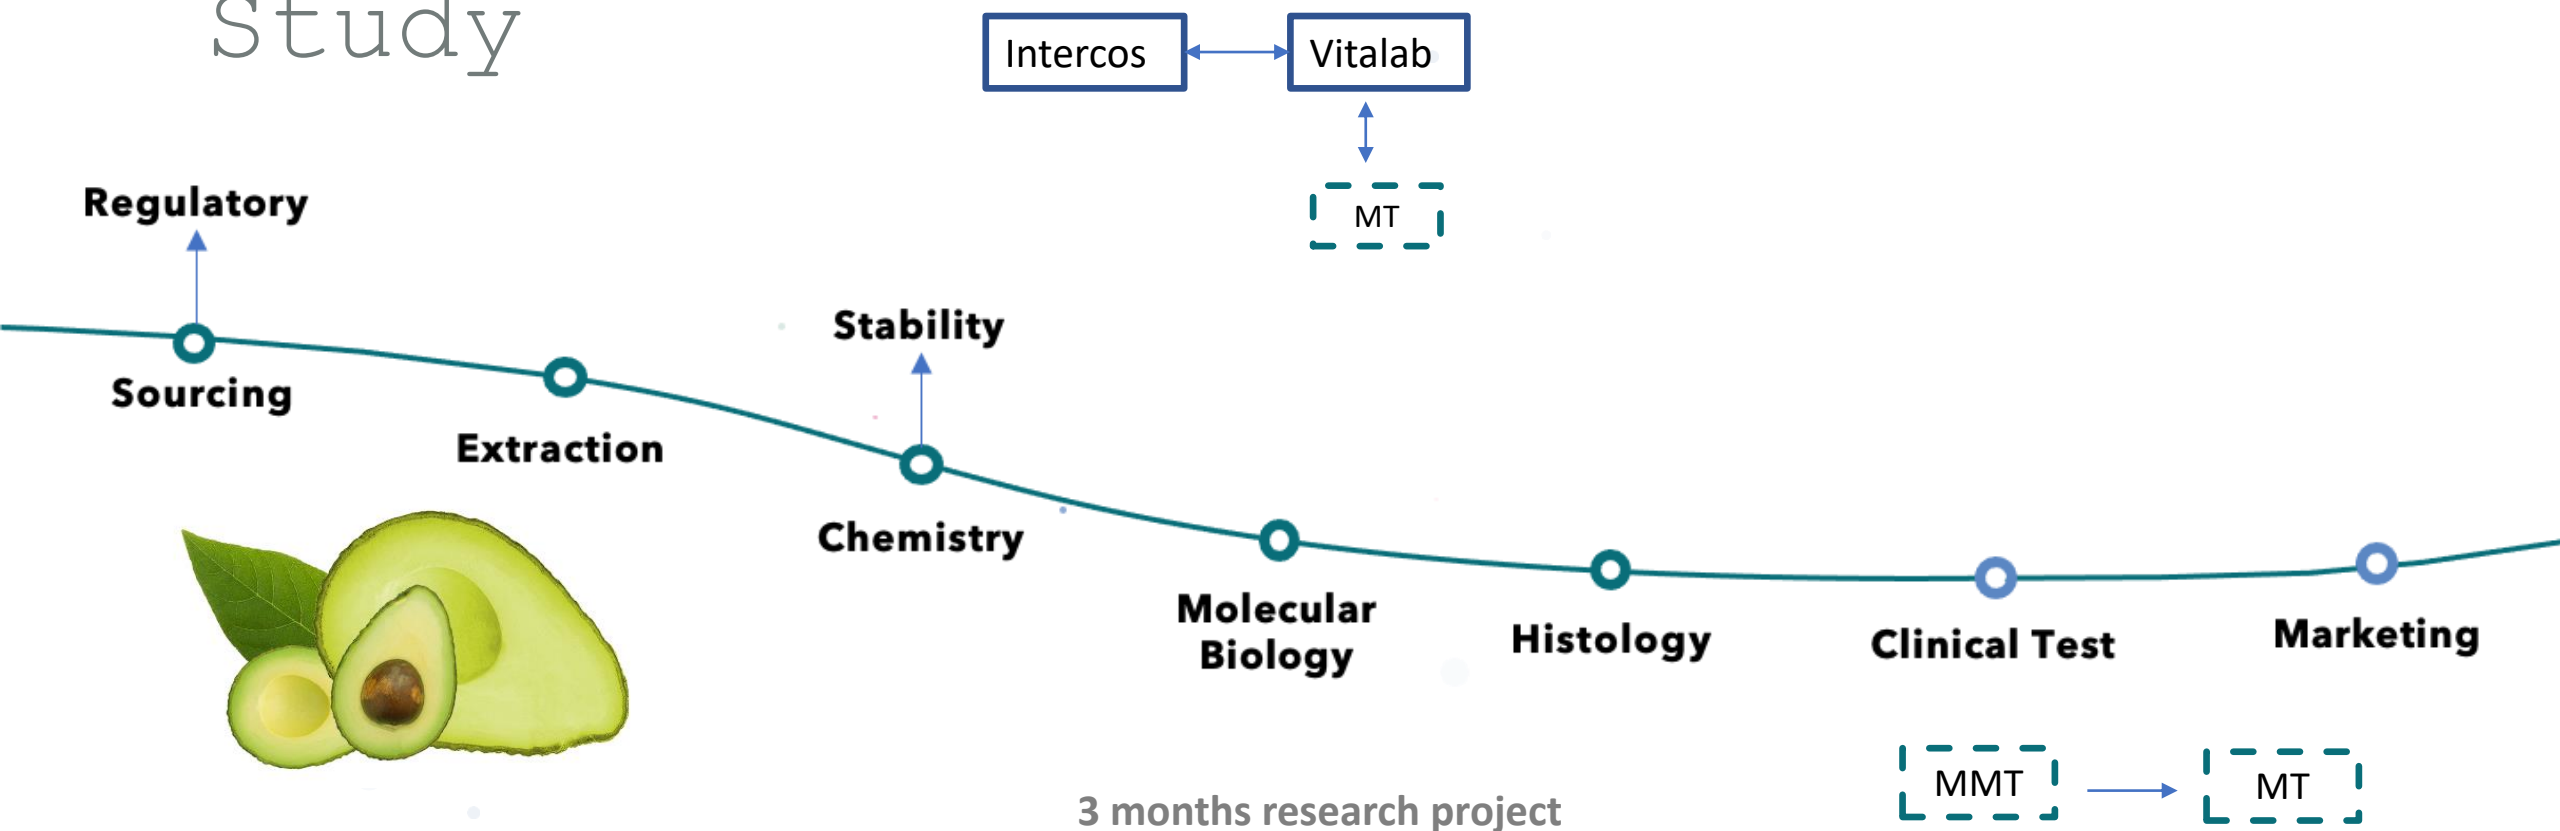 Study
Intercos
Vitalab
MT
Regulatory
Sourcing
Extraction
Stability
Chemistry
Molecular
Biology
Histology
Clinical Test
Marketing
MMT
MT
3 months research project